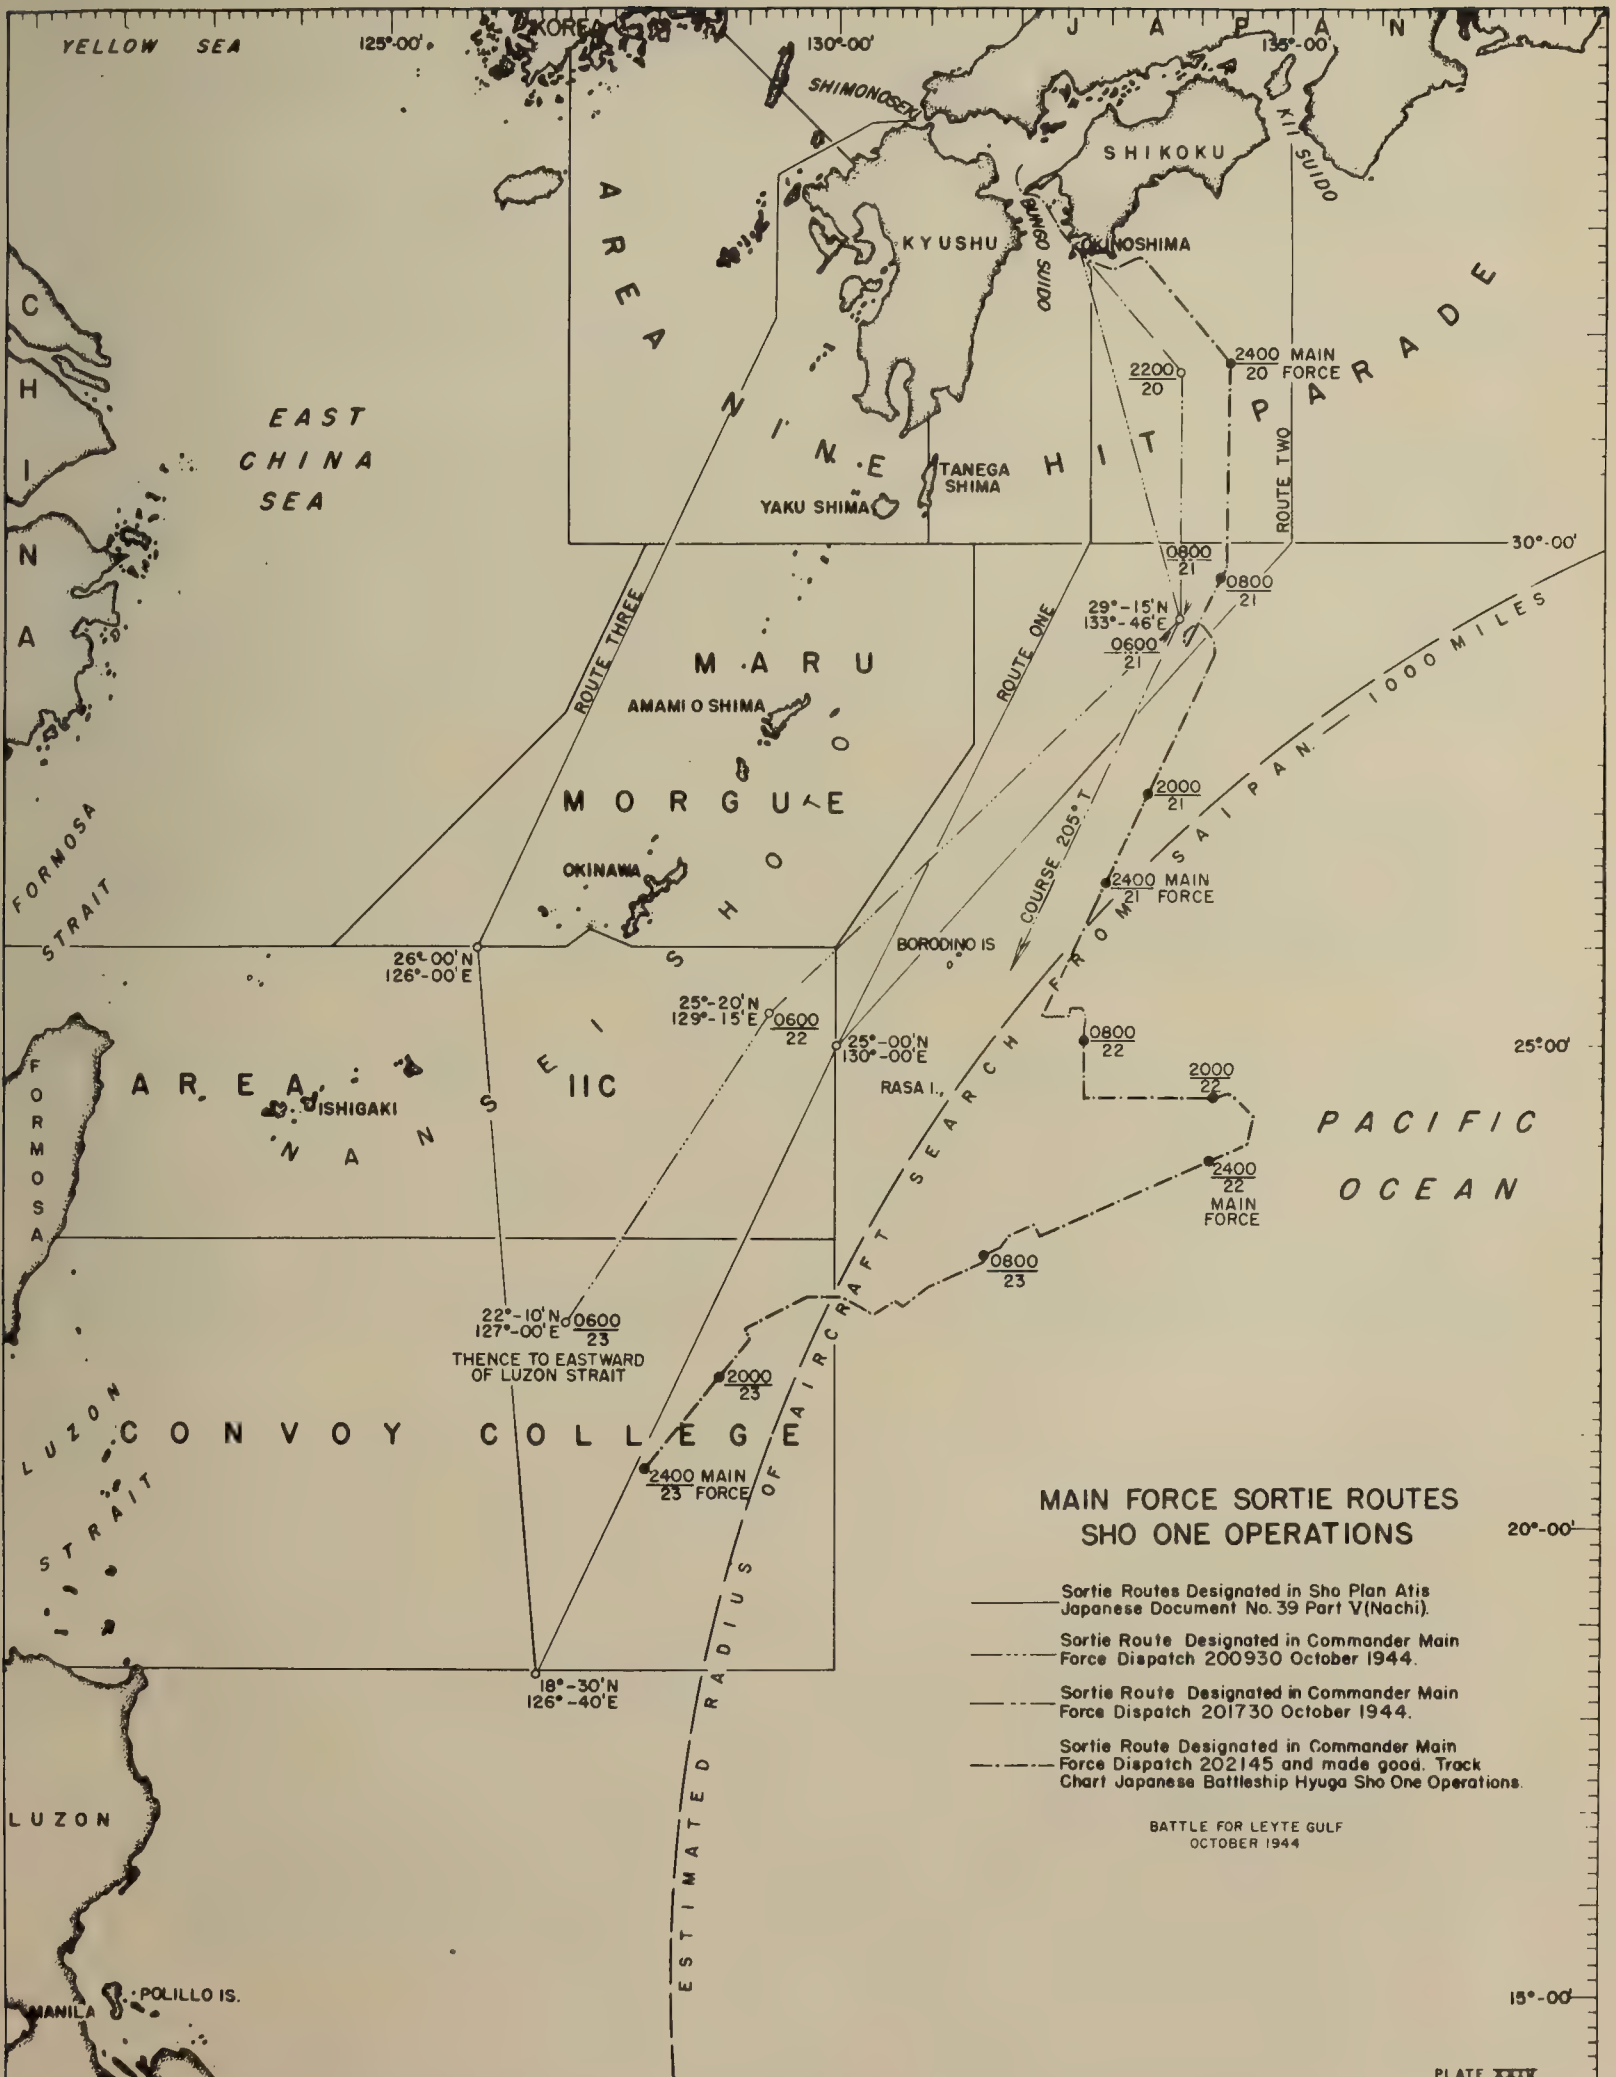 YELLOW SEA
125°-00'
KOREA
130°-00'
J A P A N
135°-00'
SHIMONOSEKI
KII SUIDO
SHIKOKU
BUNGO SUIDO
KYUSHU
OKINOSHIMA
CHINA
AREA NINE
HIT PARADE
2200
20
2400 MAIN
20 FORCE
EAST
CHINA
SEA
ROUTE TWO
TANEGA
SHIMA
YAKU SHIMA
30°-00'
0800
21
0800
21
29°-15'N
133°-46'E
0600
21
ROUTE THREE
ROUTE ONE
MARU
AMAMI O SHIMA
MORGUE
2000
21
COURSE 205° T
OKINAWA
2400 MAIN
21 FORCE
FORMOSA
STRAIT
NANSEI SHOTO
BORODINO IS
26°-00'N
126°-00'E
25°-20'N
129°-15'E
0600
22
25°-00'N
130°-00'E
0800
22
25°00'
FORMOSA
AREA
11C
ISHIGAKI
RASA I.
2000
22
PACIFIC
OCEAN
2400
22
MAIN
FORCE
0800
23
22°-10'N
127°-00'E
0600
23
THENCE TO EASTWARD
OF LUZON STRAIT
2000
23
LUZON
STRAIT
CONVOY COLLEGE
2400 MAIN
23 FORCE
ESTIMATED RADIUS OF AIRCRAFT SEARCH FROM SAIPAN - 1000 MILES
MAIN FORCE SORTIE ROUTES
SHO ONE OPERATIONS
20°-00'
Sortie Routes Designated in Sho Plan Atis
Japanese Document No. 39 Part V(Nachi).
Sortie Route Designated in Commander Main
Force Dispatch 200930 October 1944.
Sortie Route Designated in Commander Main
Force Dispatch 201730 October 1944.
Sortie Route Designated in Commander Main
Force Dispatch 202145 and made good. Track
Chart Japanese Battleship Hyuga Sho One Operations.
18°-30'N
126°-40'E
BATTLE FOR LEYTE GULF
OCTOBER 1944
LUZON
POLILLO IS.
MANILA
15°-00'
PLATE